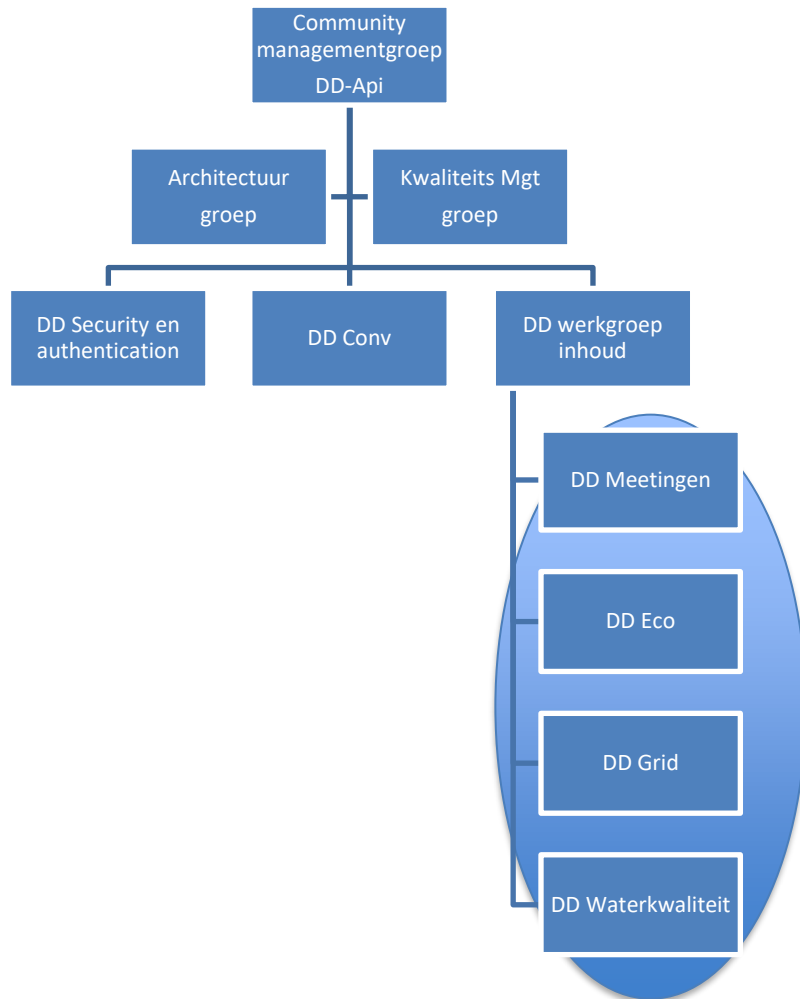 Community
managementgroep
DD-Api
Architectuur
groep
Kwaliteits Mgt
groep
DD Security en
authentication
DD Conv
DD werkgroep
inhoud
DD Meetingen
DD Eco
DD Grid
DD Waterkwaliteit